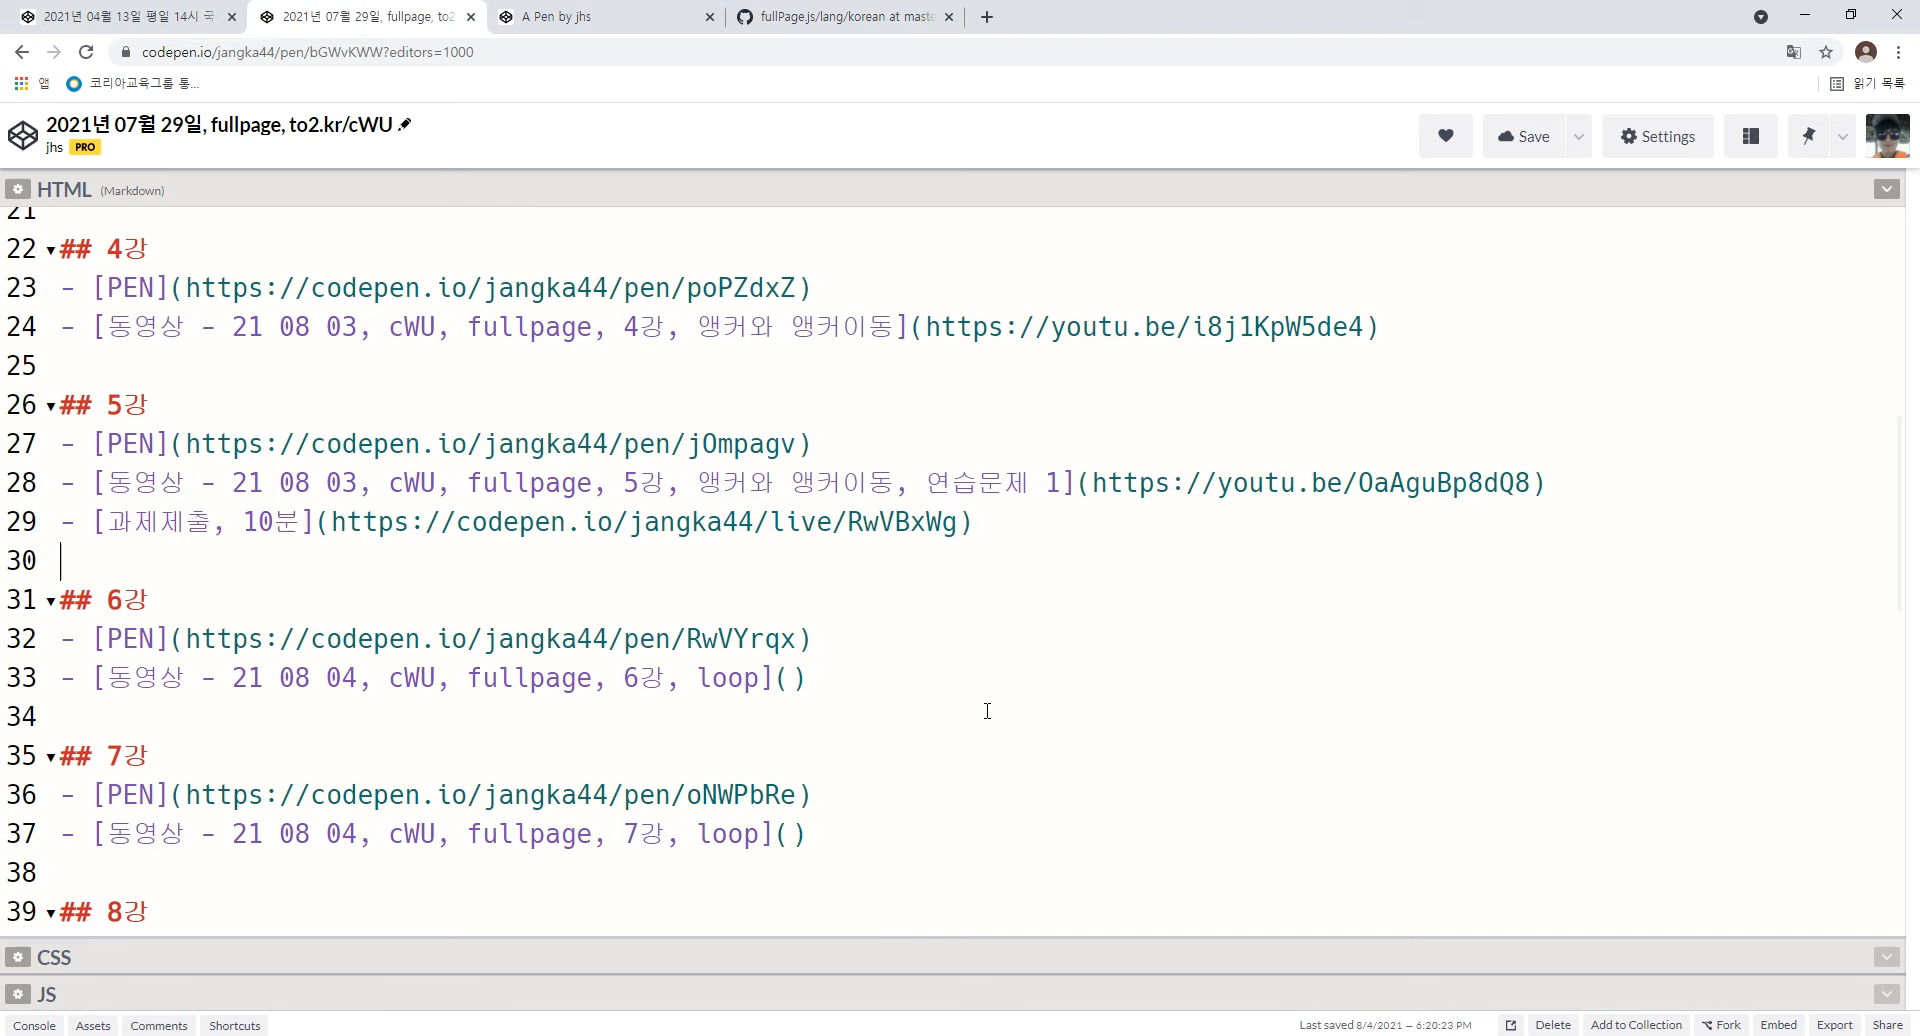 2021년 04월 13일 평일 14시 국
2021년 07월 29일, fullpage, to2
A Pen by jhs
fullPage.js/lang/korean at maste
codepen.io/jangka44/pen/bGWvKWW?editors=1000
앱
코리아교육그룹 통...
읽기 목록
2021년 07월 29일, fullpage, to2.kr/cWU
jhs PRO
Save
Settings
HTML (Markdown)
21
22 ## 4강
23 - [PEN](https://codepen.io/jangka44/pen/poPZdxZ)
24 - [동영상 - 21 08 03, cWU, fullpage, 4강, 앵커와 앵커이동](https://youtu.be/i8j1KpW5de4)
25
26 ## 5강
27 - [PEN](https://codepen.io/jangka44/pen/jOmpagv)
28 - [동영상 - 21 08 03, cWU, fullpage, 5강, 앵커와 앵커이동, 연습문제 1](https://youtu.be/OaAguBp8dQ8)
29 - [과제제출, 10분](https://codepen.io/jangka44/live/RwVBxWg)
30
31 ## 6강
32 - [PEN](https://codepen.io/jangka44/pen/RwVYrqx)
33 - [동영상 - 21 08 04, cWU, fullpage, 6강, loop]()
34
35 ## 7강
36 - [PEN](https://codepen.io/jangka44/pen/oNWPbRe)
37 - [동영상 - 21 08 04, cWU, fullpage, 7강, loop]()
38
39 ## 8강
CSS
JS
Console Assets Comments Shortcuts
Last saved 8/4/2021 — 6:20:23 PM
Delete Add to Collection Fork Embed Export Share